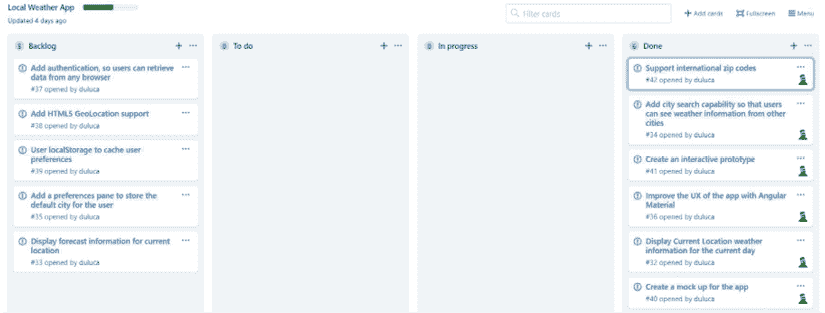 Local Weather App
Updated 4 days ago
Filter cards
Add cards
Fullscreen
Menu
5 Backlog
Add authentication, so users can retrieve
data from any browser
#37 opened by duluca
Add HTML5 GeoLocation support
#38 opened by duluca
User localStorage to cache user
preferences
#39 opened by duluca
Add a preferences pane to store the
default city for the user
#35 opened by duluca
Display forecast information for current
location
#33 opened by duluca
0 To do
0 In progress
6 Done
Support international zip codes
#42 opened by duluca
Add city search capability so that users
can see weather information from other
cities
#34 opened by duluca
Create an interactive prototype
#41 opened by duluca
Improve the UX of the app with Angular
Material
#36 opened by duluca
Display Current Location weather
information for the current day
#32 opened by duluca
Create a mock up for the app
#40 opened by duluca